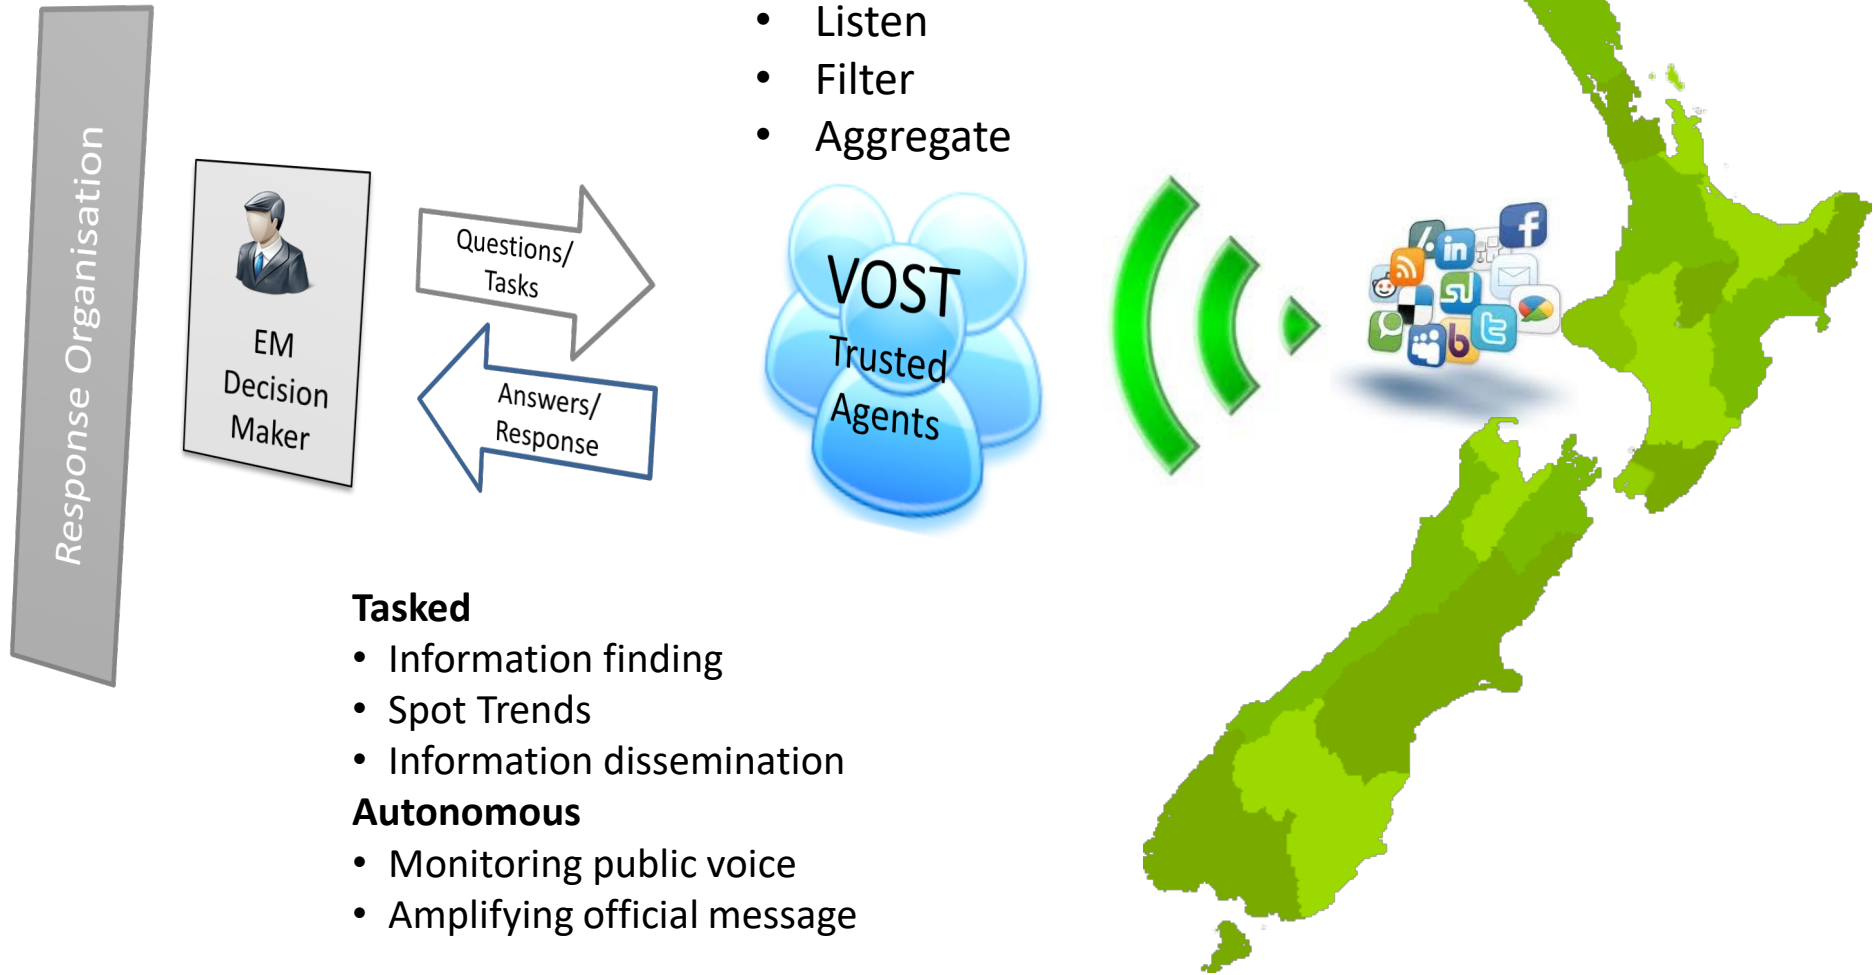 • Listen
• Filter
• Aggregate
Response Organisation
EM
Decision
Maker
Questions/
Tasks
Answers/
Response
VOST
Trusted
Agents
f
in
t
b
Tasked
• Information finding
• Spot Trends
• Information dissemination
Autonomous
• Monitoring public voice
• Amplifying official message